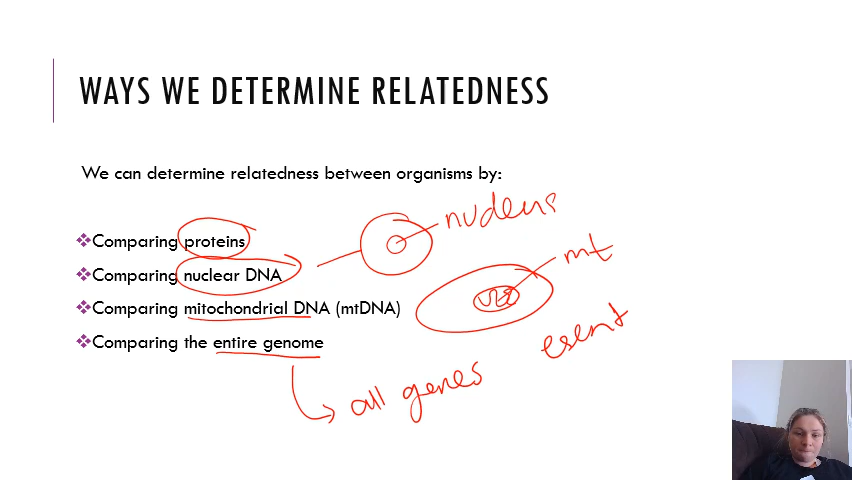 WAYS WE DETERMINE RELATEDNESS
We can determine relatedness between organisms by:
❖Comparing proteins
❖Comparing nuclear DNA
❖Comparing mitochondrial DNA (mtDNA)
❖Comparing the entire genome
nucleus
mt
all genes